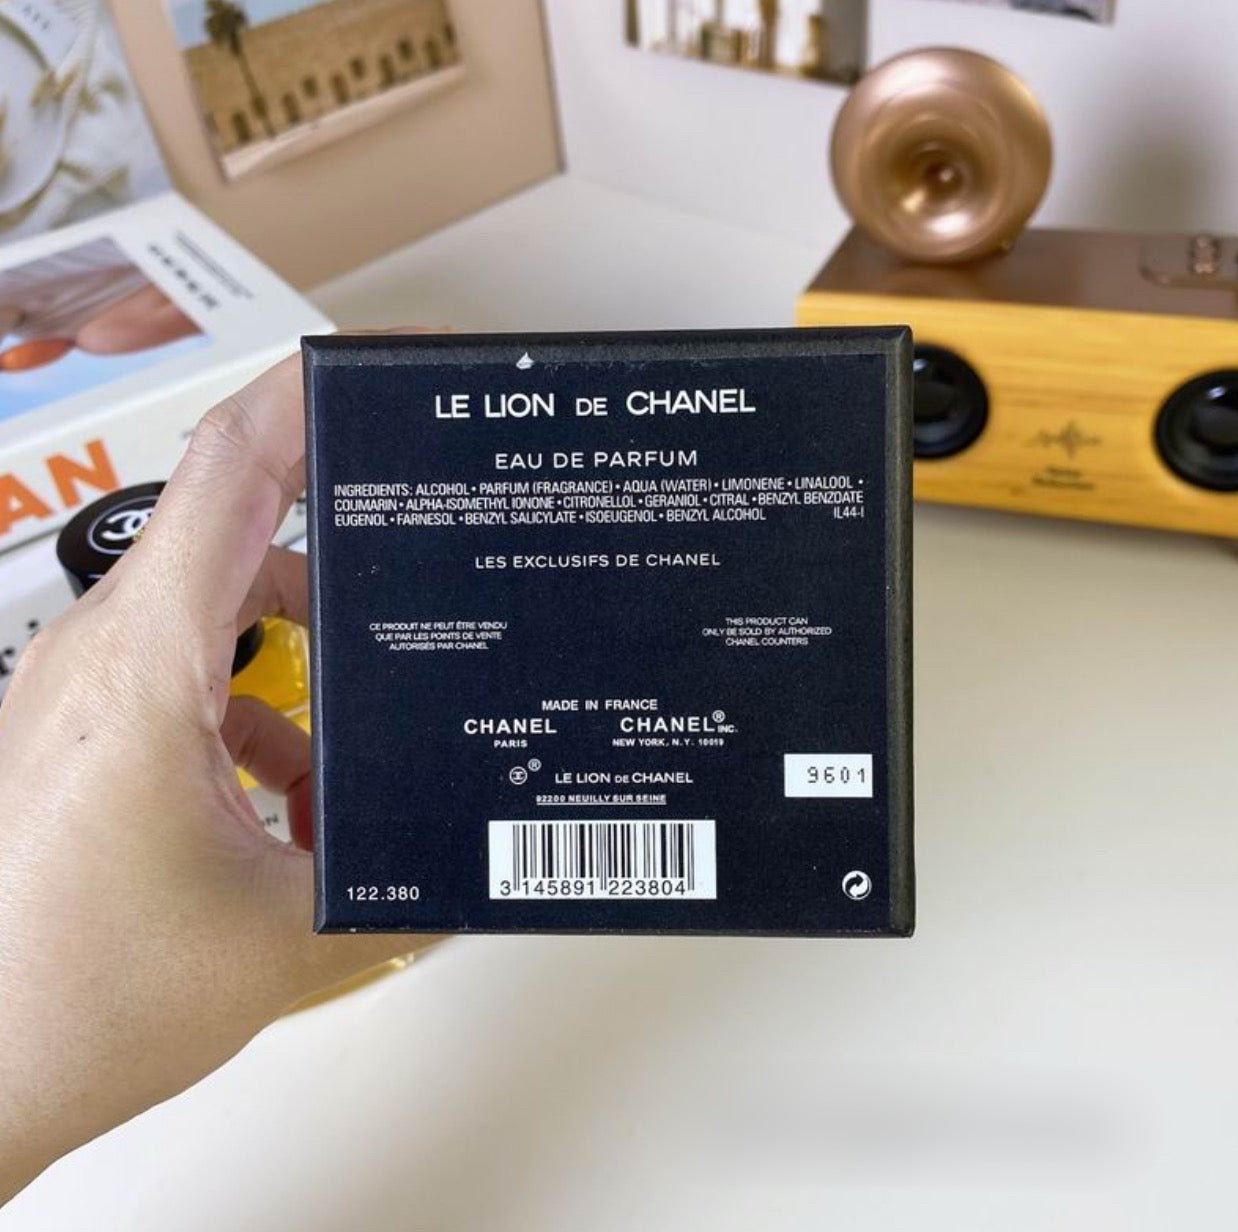 AN
LE LION DE CHANEL
EAU DE PARFUM
INGREDIENTS: ALCOHOL • PARFUM (FRAGRANCE) • AQUA (WATER) • LIMONENE • LINALOOL •
COUMARIN • ALPHA-ISOMETHYL IONONE • CITRONELLOL • GERANIOL • CITRAL • BENZYL BENZOATE
EUGENOL • FARNESOL • BENZYL SALICYLATE • ISOEUGENOL • BENZYL ALCOHOL IL44-I
LES EXCLUSIFS DE CHANEL
CE PRODUIT NE PEUT ÊTRE VENDU
QUE PAR LES POINTS DE VENTE
AUTORISÉS PAR CHANEL
THIS PRODUCT CAN
ONLY BE SOLD BY AUTHORIZED
CHANEL COUNTERS
MADE IN FRANCE
CHANEL CHANEL® INC.
PARIS NEW YORK, N.Y. 10019
® LE LION DE CHANEL
92200 NEUILLY SUR SEINE
9601
3 145891 223804
122.380